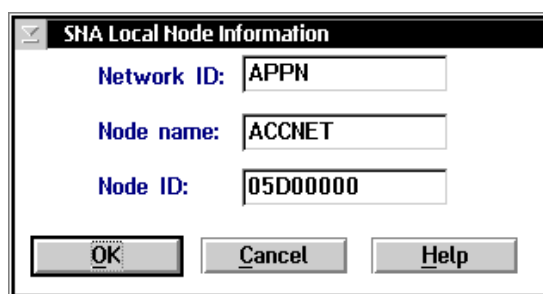 SNA Local Node Information
Network ID: APPN
Node name: ACCNET
Node ID: 05D00000
OK Cancel Help